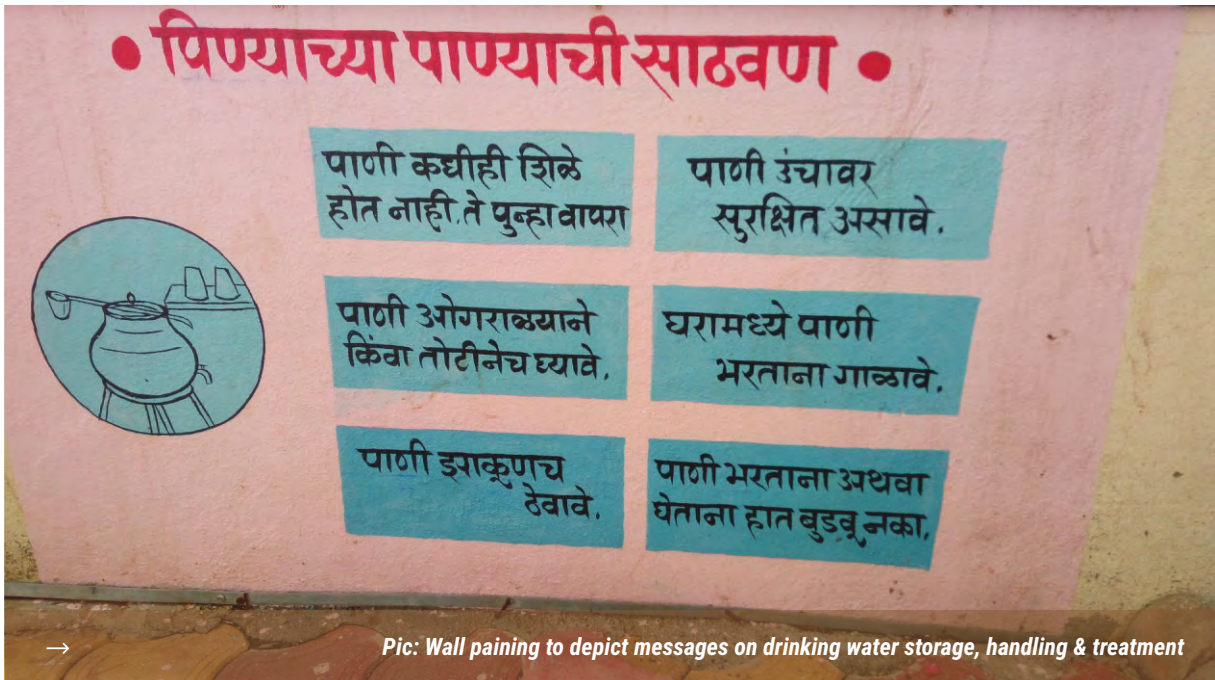 • पिण्याच्या पाण्याची साठवण •
पाणी कधीही शिळे
होत नाही. ते पुन्हा वापरा
पाणी उंचावर
सुरक्षित असावे.
पाणी ओगराळयाने
किंवा तोटीनेच घ्यावे.
घरामध्ये पाणी
भरताना गाळावे.
पाणी झाकूणच
ठेवावे.
पाणी भरताना अथवा
घेताना हात बुडवू नका.
→ Pic: Wall paining to depict messages on drinking water storage, handling & treatment